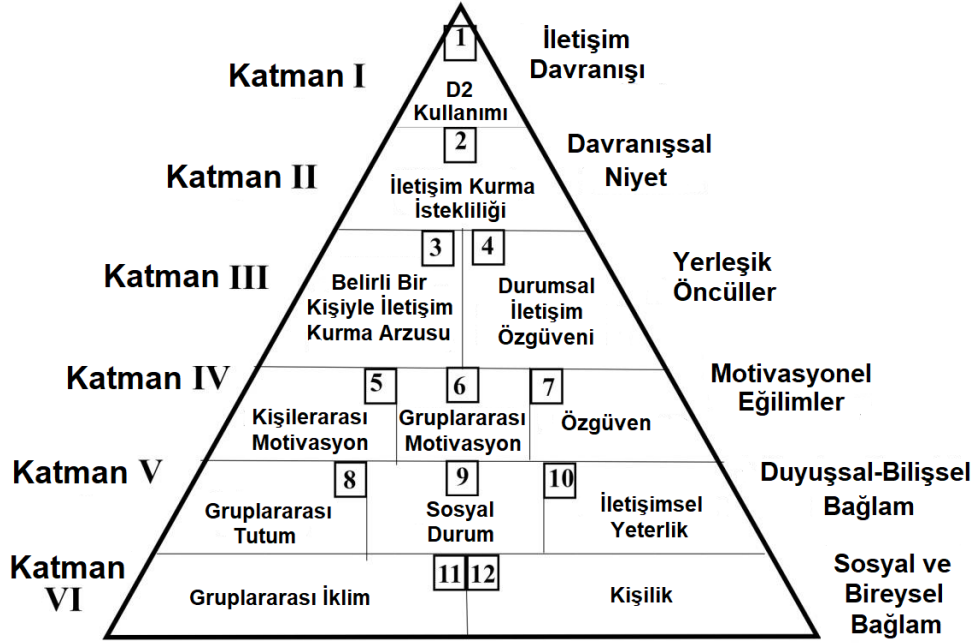 Katman I
1
D2
Kullanımı
İletişim
Davranışı
Katman II
2
İletişim Kurma
İstekliliği
Davranışsal
Niyet
Katman III
3
Belirli Bir
Kişiyle İletişim
Kurma Arzusu
4
Durumsal
İletişim
Özgüveni
Yerleşik
Öncüller
Katman IV
5
Kişilerarası
Motivasyon
6
Gruplararası
Motivasyon
7
Özgüven
Motivasyonel
Eğilimler
Katman V
8
Gruplararası
Tutum
9
Sosyal
Durum
10
İletişimsel
Yeterlik
Duyuşsal-Bilişsel
Bağlam
Katman
VI
11
Gruplararası İklim
12
Kişilik
Sosyal ve
Bireysel
Bağlam